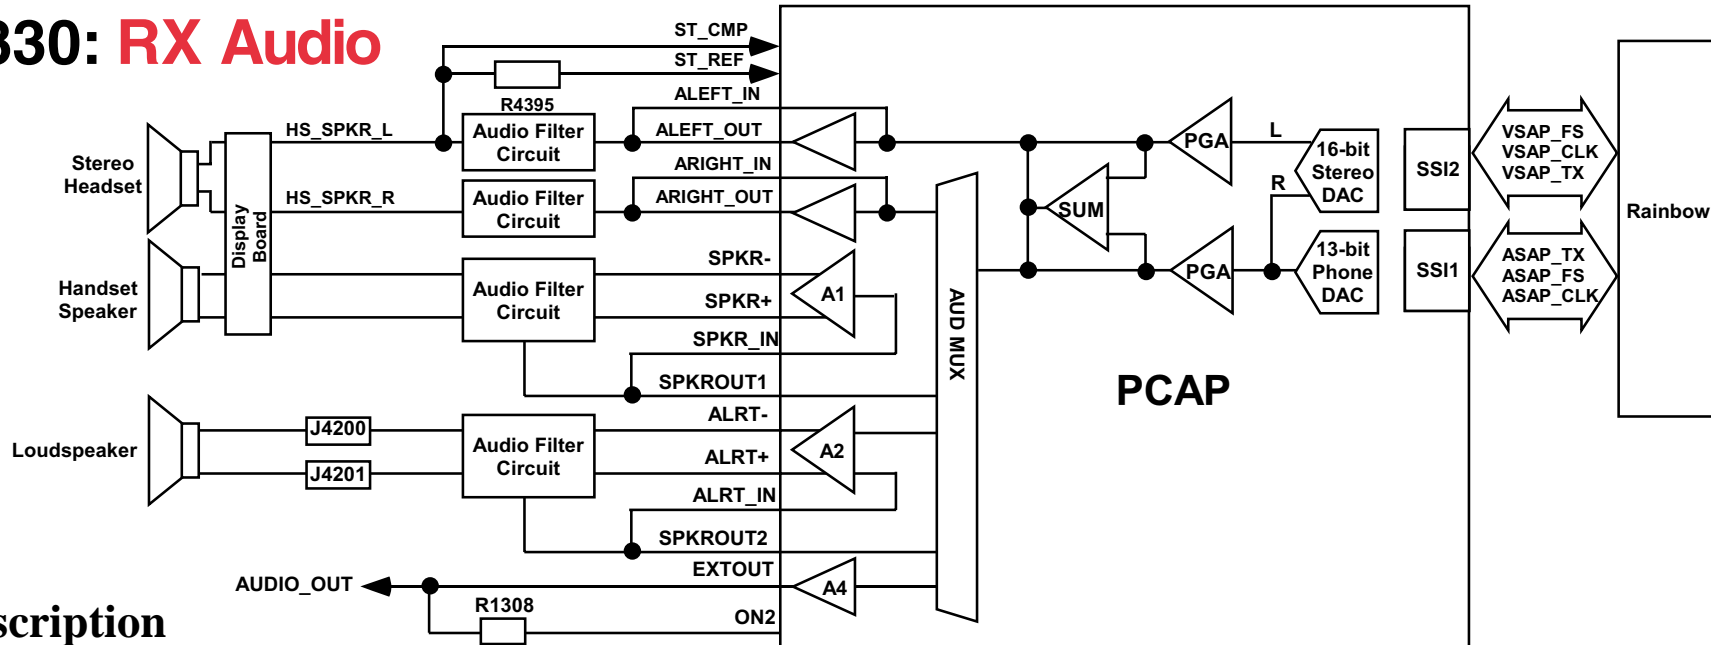 330: RX Audio
ST_CMP
ST_REF
R4395
ALEFT_IN
HS_SPKR_L
Audio Filter
Circuit
ALEFT_OUT
ARIGHT_IN
HS_SPKR_R
Audio Filter
Circuit
ARIGHT_OUT
Stereo
Headset
Display
Board
Handset
Speaker
Audio Filter
Circuit
SPKR-
SPKR+
SPKR_IN
SPKROUT1
A1
Loudspeaker
J4200
J4201
Audio Filter
Circuit
ALRT-
ALRT+
ALRT_IN
SPKROUT2
A2
AUDIO_OUT
EXTOUT
A4
R1308
ON2
AUD MUX
SUM
PGA
PGA
L
R
16-bit
Stereo
DAC
13-bit
Phone
DAC
PCAP
SSI2
SSI1
VSAP_FS
VSAP_CLK
VSAP_TX
ASAP_TX
ASAP_FS
ASAP_CLK
Rainbow
scription